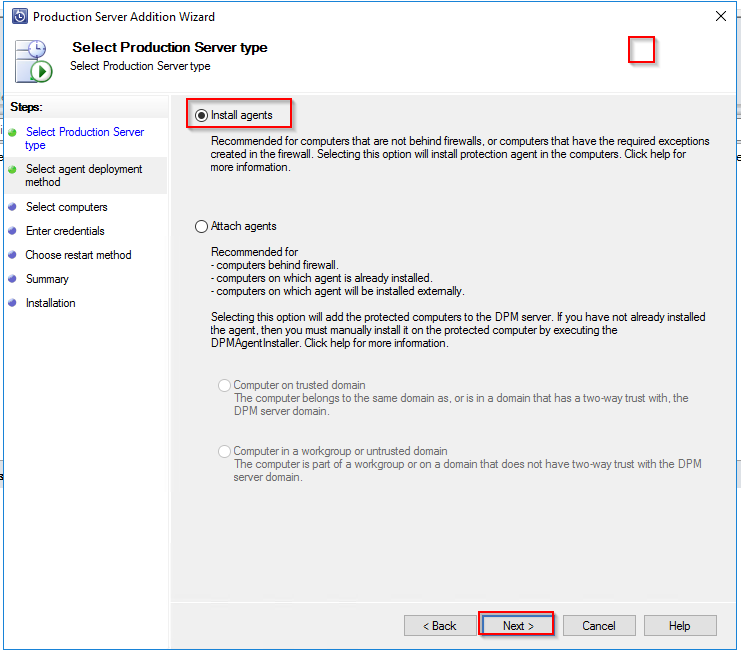 Production Server Addition Wizard
Select Production Server type
Select Production Server type
Steps:
Select Production Server
type
Select agent deployment
method
Select computers
Enter credentials
Choose restart method
Summary
Installation
Install agents
Recommended for computers that are not behind firewalls, or computers that have the required exceptions
created in the firewall. Selecting this option will install protection agent in the computers. Click help for
more information.
Attach agents
Recommended for
- computers behind firewall.
- computers on which agent is already installed.
- computers on which agent will be installed externally.
Selecting this option will add the protected computers to the DPM server. If you have not already installed
the agent, then you must manually install it on the protected computer by executing the
DPMAgentInstaller. Click help for more information.
Computer on trusted domain
The computer belongs to the same domain as, or is in a domain that has a two-way trust with, the
DPM server domain.
Computer in a workgroup or untrusted domain
The computer is part of a workgroup or on a domain that does not have two-way trust with the DPM
server domain.
< Back
Next >
Cancel
Help